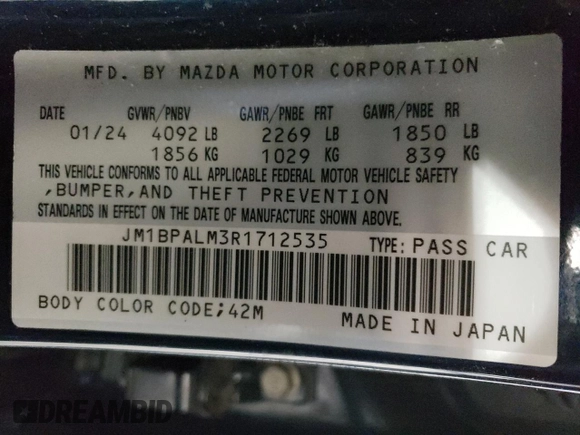 MFD. BY MAZDA MOTOR CORPORATION
DATE GVWR/PNBV GAWR/PNBE FRT GAWR/PNBE RR
01/24 4092 LB 2269 LB 1850 LB
1856 KG 1029 KG 839 KG
THIS VEHICLE CONFORMS TO ALL APPLICABLE FEDERAL MOTOR VEHICLE SAFETY
,BUMPER,AND THEFT PREVENTION
STANDARDS IN EFFECT ON THE DATE OF MANUFACTURE SHOWN ABOVE.
JM1BPALM3R1712535 TYPE: PASS CAR
BODY COLOR CODE;42M
MADE IN JAPAN
DREAMBID